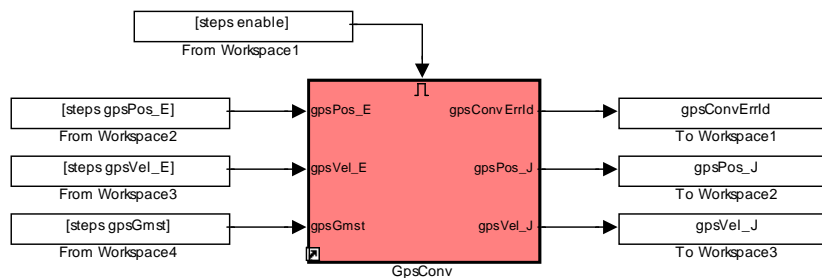 [steps enable]
From Workspace1
[steps gpsPos_E]
From Workspace2
[steps gpsVel_E]
From Workspace3
[steps gpsGmst]
From Workspace4
gpsPos_E
gpsVel_E
gpsGmst
gpsConvErrId
gpsPos_J
gpsVel_J
GpsConv
gpsConvErrId
To Workspace1
gpsPos_J
To Workspace2
gpsVel_J
To Workspace3